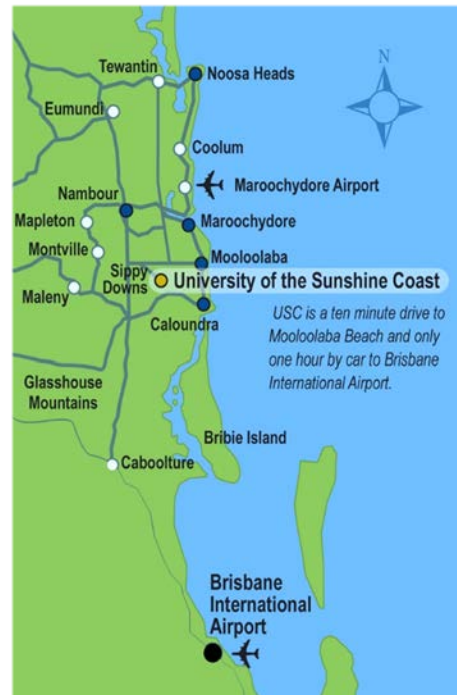 Tewantin
Noosa Heads
Eumundi
Coolum
Maroochydore Airport
Nambour
Mapleton
Maroochydore
Montville
Mooloolaba
Sippy
Downs
University of the Sunshine Coast
Maleny
Caloundra
USC is a ten minute drive to
Mooloolaba Beach and only
one hour by car to Brisbane
International Airport.
Glasshouse
Mountains
Bribie Island
Caboolture
Brisbane
International
Airport